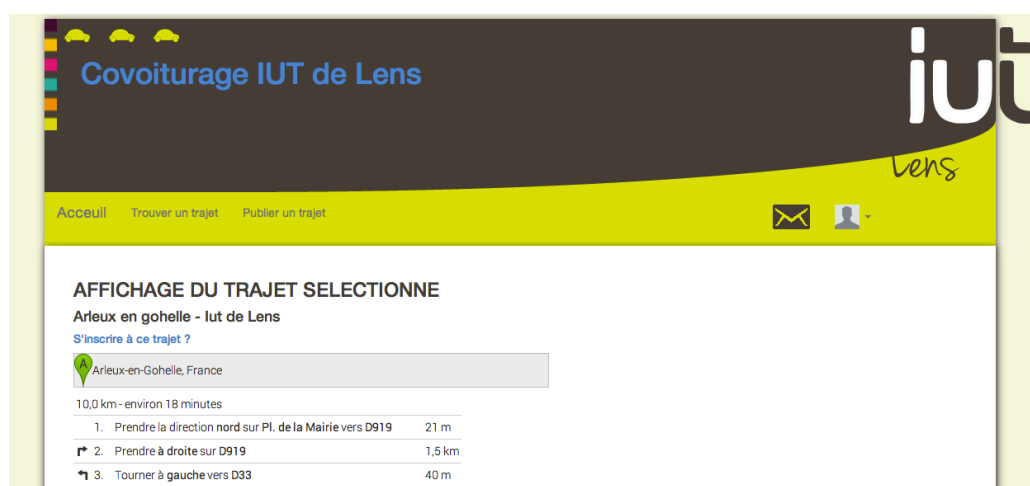 Covoiturage IUT de Lens
iut
Lens
Acceuil Trouver un trajet Publier un trajet
AFFICHAGE DU TRAJET SELECTIONNE
Arleux en gohelle - Iut de Lens
S'inscrire à ce trajet ?
A Arleux-en-Gohelle, France
10,0 km - environ 18 minutes
1. Prendre la direction nord sur Pl. de la Mairie vers D919 21 m
2. Prendre à droite sur D919 1,5 km
3. Tourner à gauche vers D33 40 m